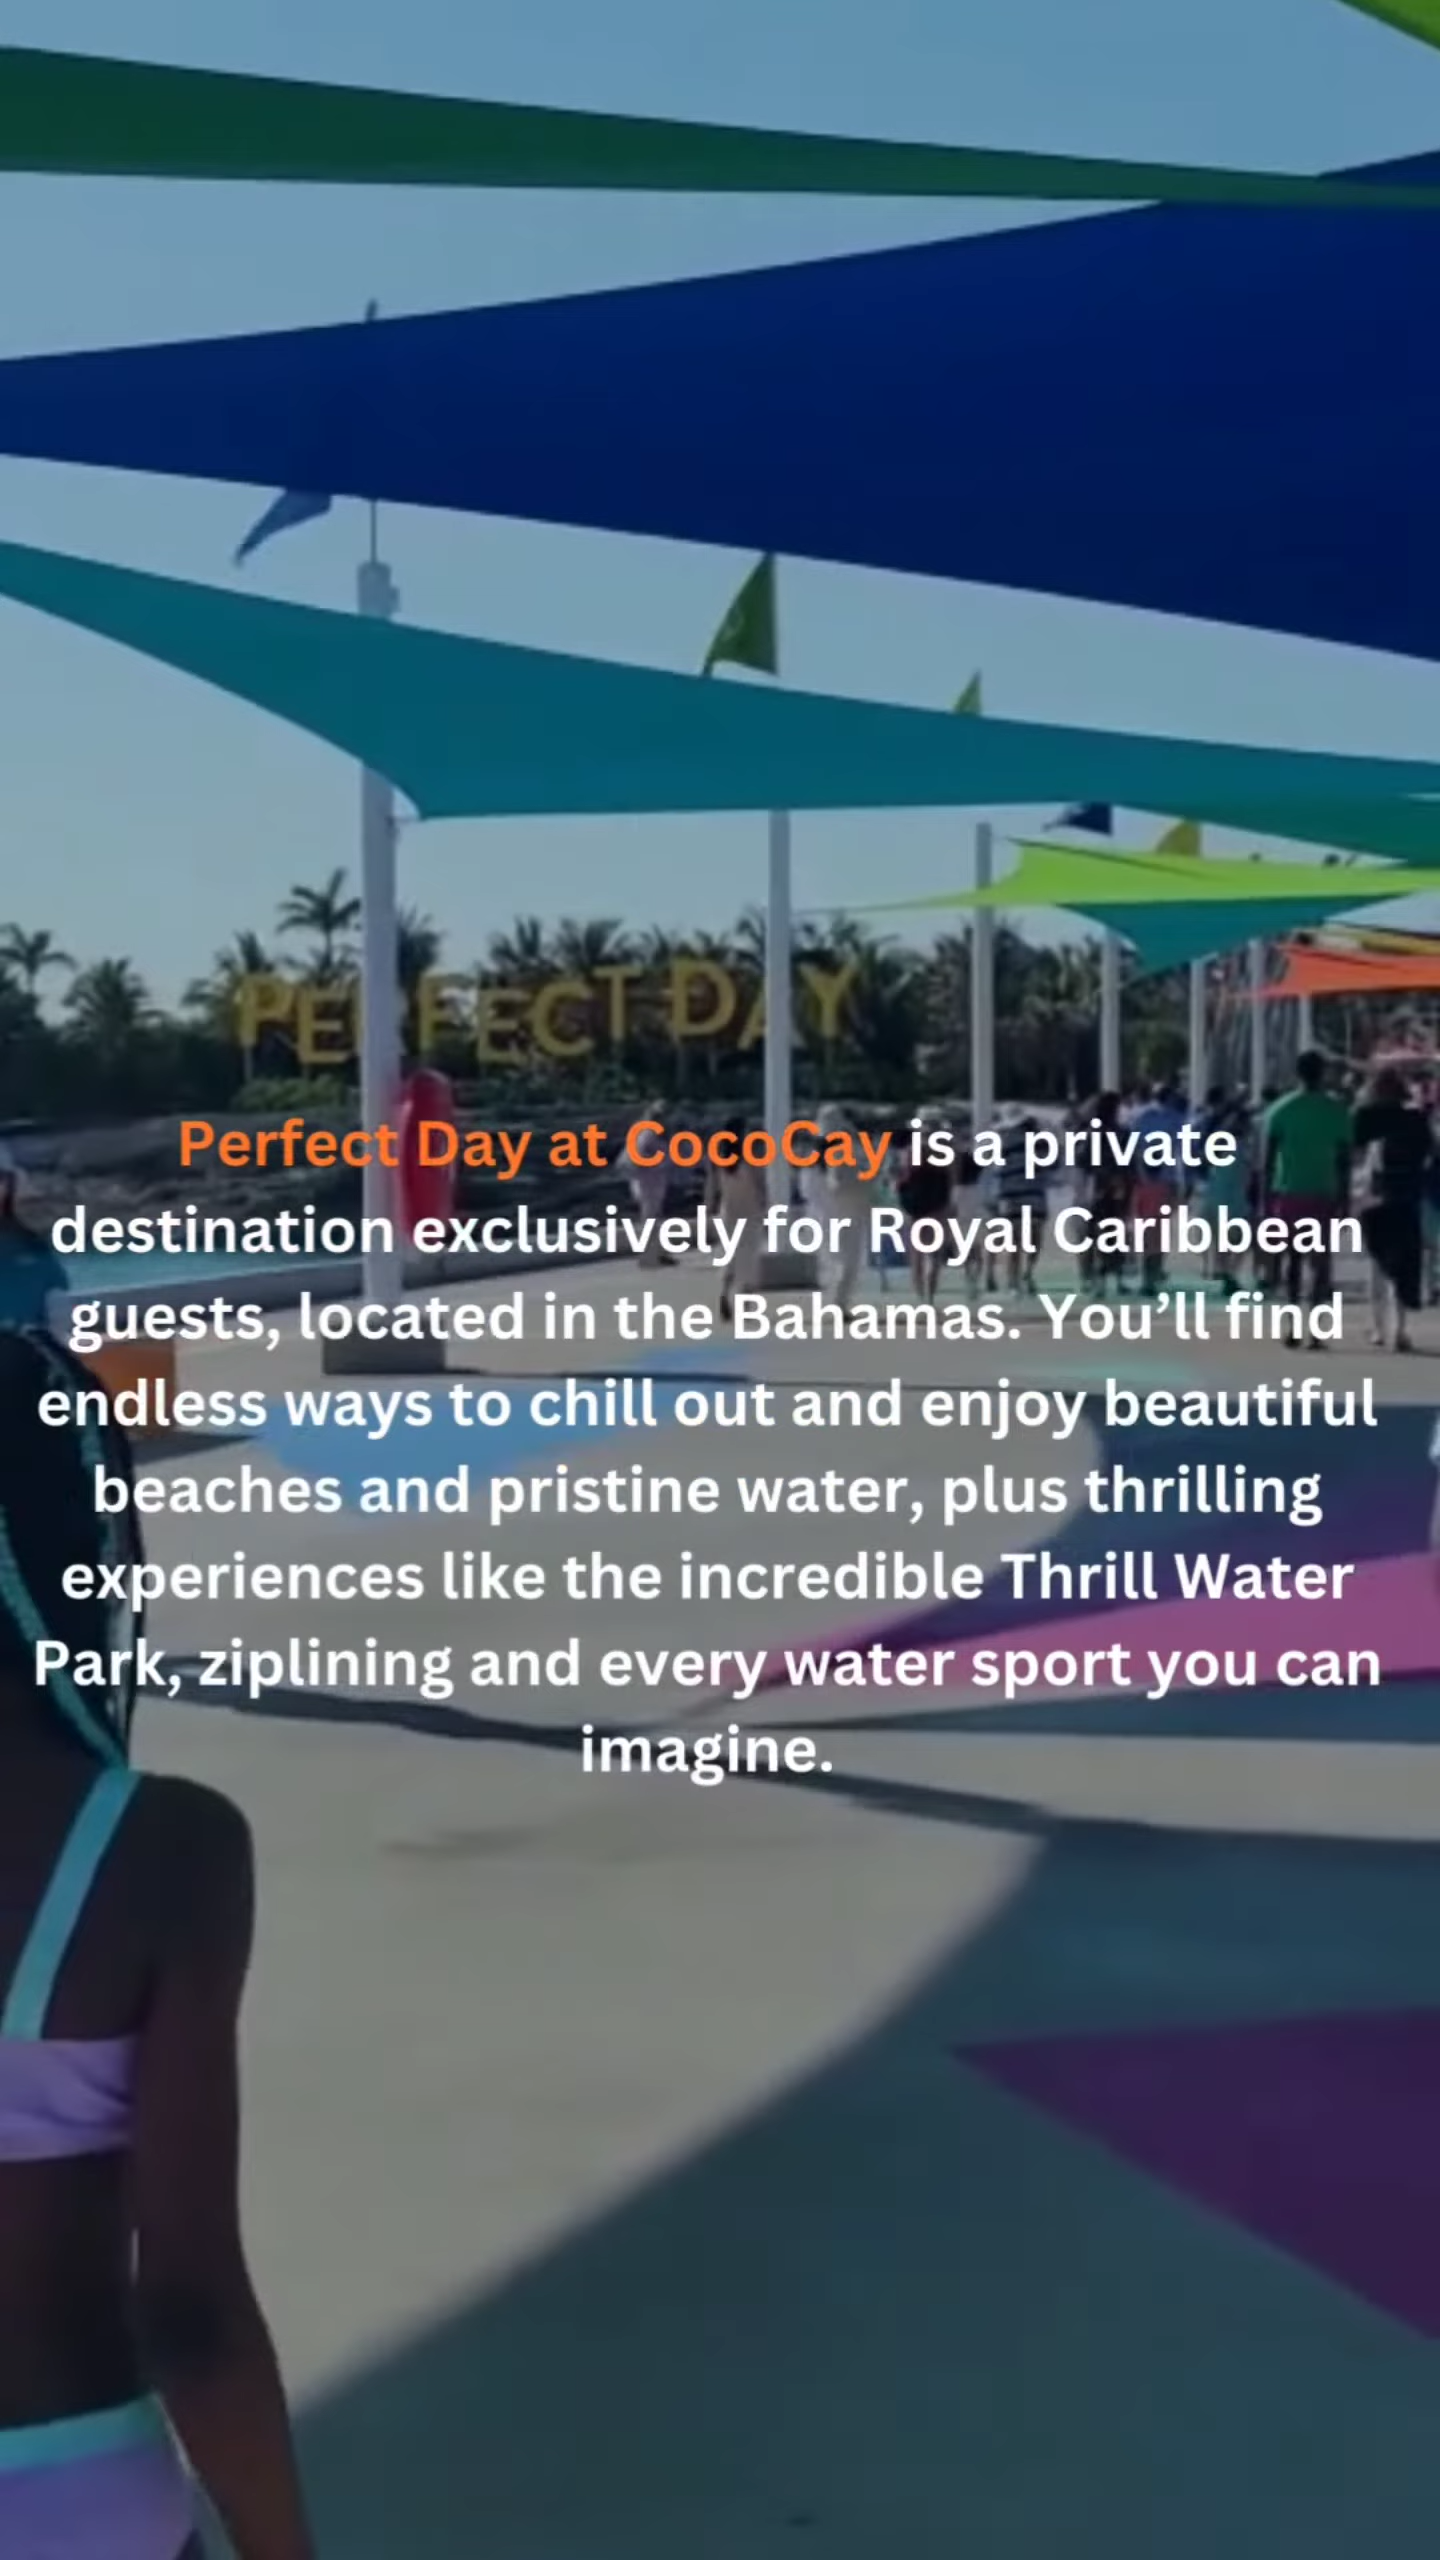 PERFECT DAY
Perfect Day at CocoCay is a private
destination exclusively for Royal Caribbean
guests, located in the Bahamas. You’ll find
endless ways to chill out and enjoy beautiful
beaches and pristine water, plus thrilling
experiences like the incredible Thrill Water
Park, ziplining and every water sport you can
imagine.